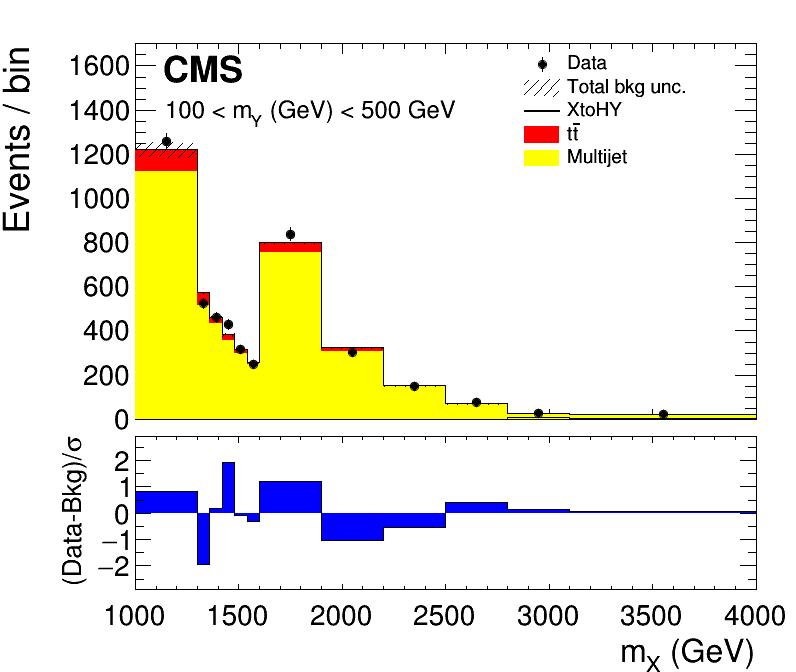 CMS
100 < mY (GeV) < 500 GeV
Data
Total bkg unc.
XtoHY
tt̄
Multijet
Events / bin
1600
1400
1200
1000
800
600
400
200
0
(Data-Bkg)/σ
2
1
0
−1
−2
1000 1500 2000 2500 3000 3500 4000
mX (GeV)